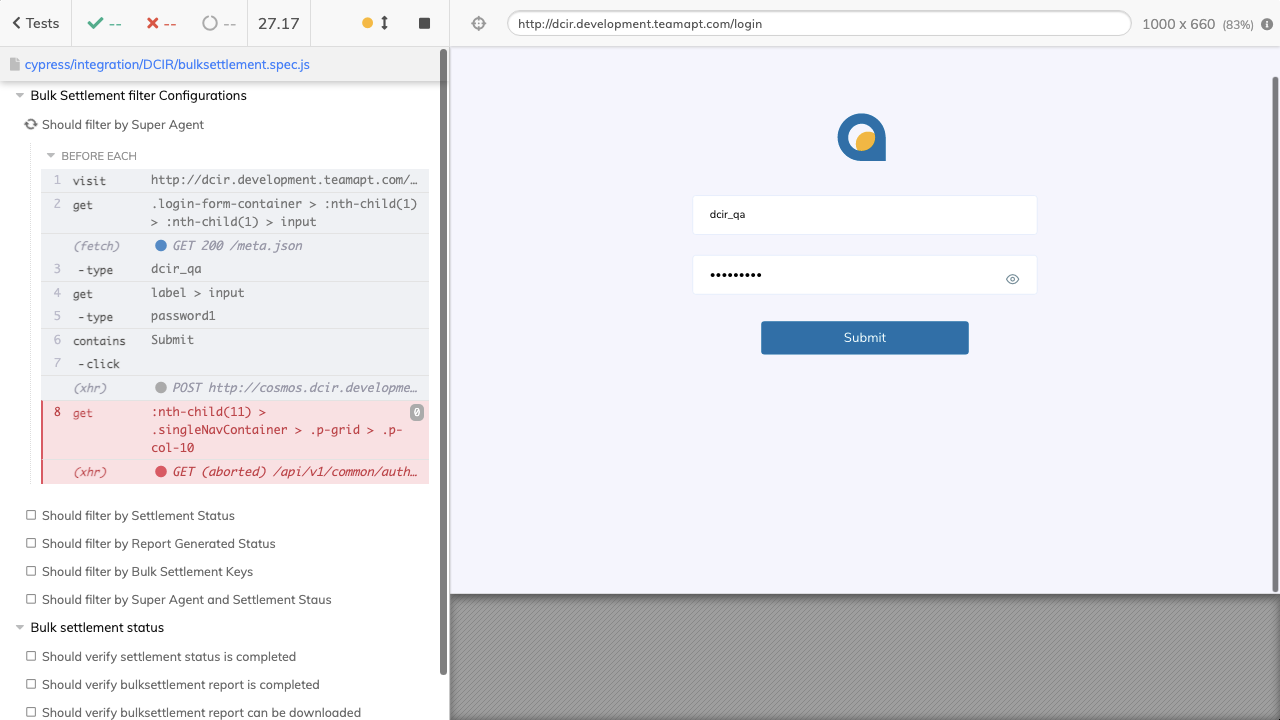 Tests
--
--
--
27.17
cypress/integration/DCIR/bulksettlement.spec.js
Bulk Settlement filter Configurations
Should filter by Super Agent
BEFORE EACH
1 visit http://dcir.development.teamapt.com/…
2 get .login-form-container > :nth-child(1)
> :nth-child(1) > input
(fetch) GET 200 /meta.json
3 -type dcir_qa
4 get label > input
5 -type password1
6 contains Submit
7 -click
(xhr) POST http://cosmos.dcir.developme…
8 get :nth-child(11) > 0
.singleNavContainer > .p-grid > .p-
col-10
(xhr) GET (aborted) /api/v1/common/auth…
Should filter by Settlement Status
Should filter by Report Generated Status
Should filter by Bulk Settlement Keys
Should filter by Super Agent and Settlement Staus
Bulk settlement status
Should verify settlement status is completed
Should verify bulksettlement report is completed
Should verify bulksettlement report can be downloaded
http://dcir.development.teamapt.com/login
1000 x 660 (83%)
dcir_qa
•••••••••
Submit